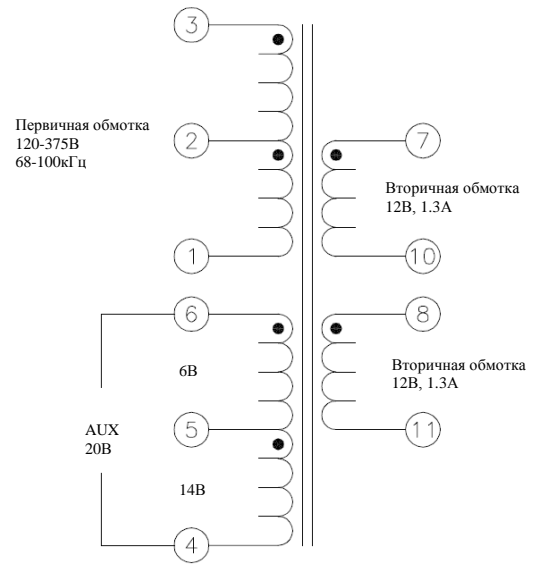 3
Первичная обмотка
120-375В
68-100кГц
2
7
Вторичная обмотка
12В, 1.3А
1
10
6
8
6В
Вторичная обмотка
12В, 1.3А
AUX
20В
5
11
14В
4